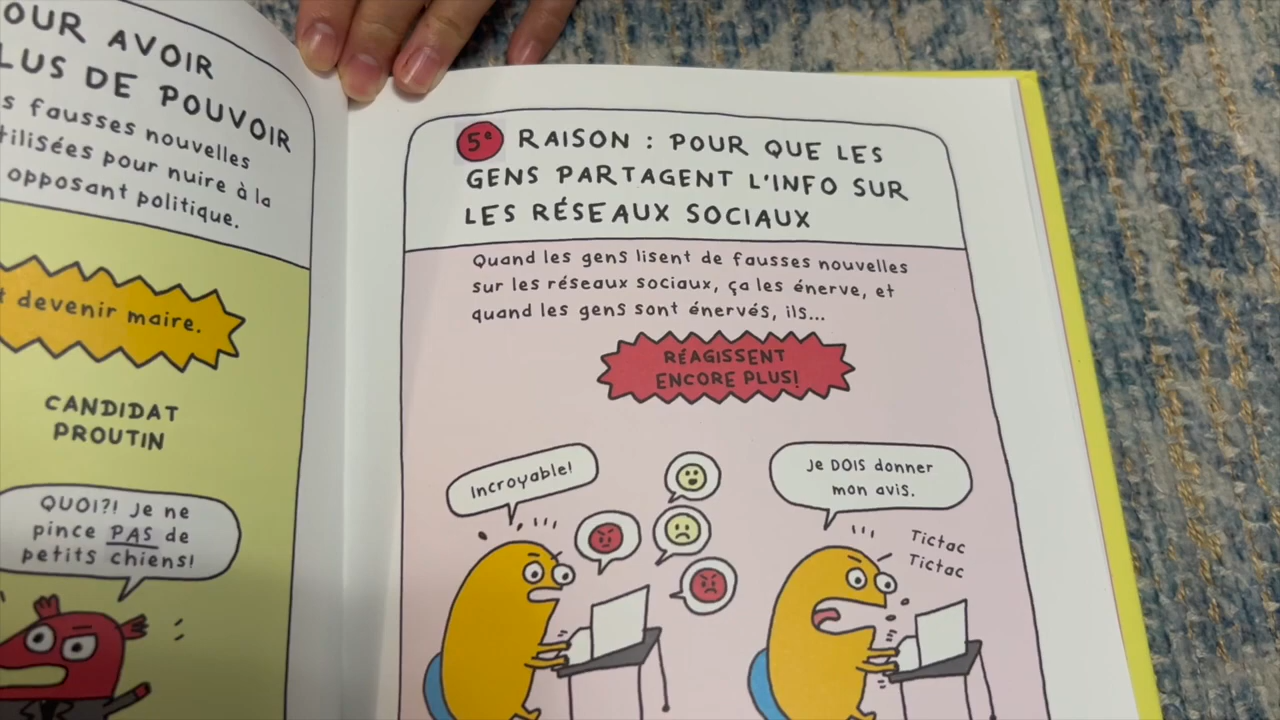 OUR AVOIR
LUS DE POUVOIR
s fausses nouvelles
tilisées pour nuire à la
opposant politique.
devenir maire.
CANDIDAT
PROUTIN
QUOI?! Je ne
pince PAS de
petits chiens!
5e RAISON : POUR QUE LES
GENS PARTAGENT L'INFO SUR
LES RÉSEAUX SOCIAUX
Quand les gens lisent de fausses nouvelles
sur les réseaux sociaux, ça les énerve, et
quand les gens sont énervés, ils...
RÉAGISSENT
ENCORE PLUS!
Incroyable!
Je DOIS donner
mon avis.
Tictac
Tictac